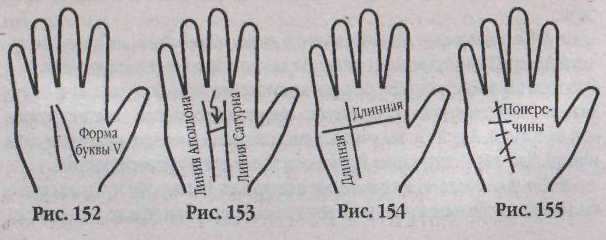 Форма
буквы V
Рис. 152
Линия Аполлона
Линия Сатурна
Рис. 153
Длинная
Длинная
Рис. 154
Попере-
чины
Рис. 155